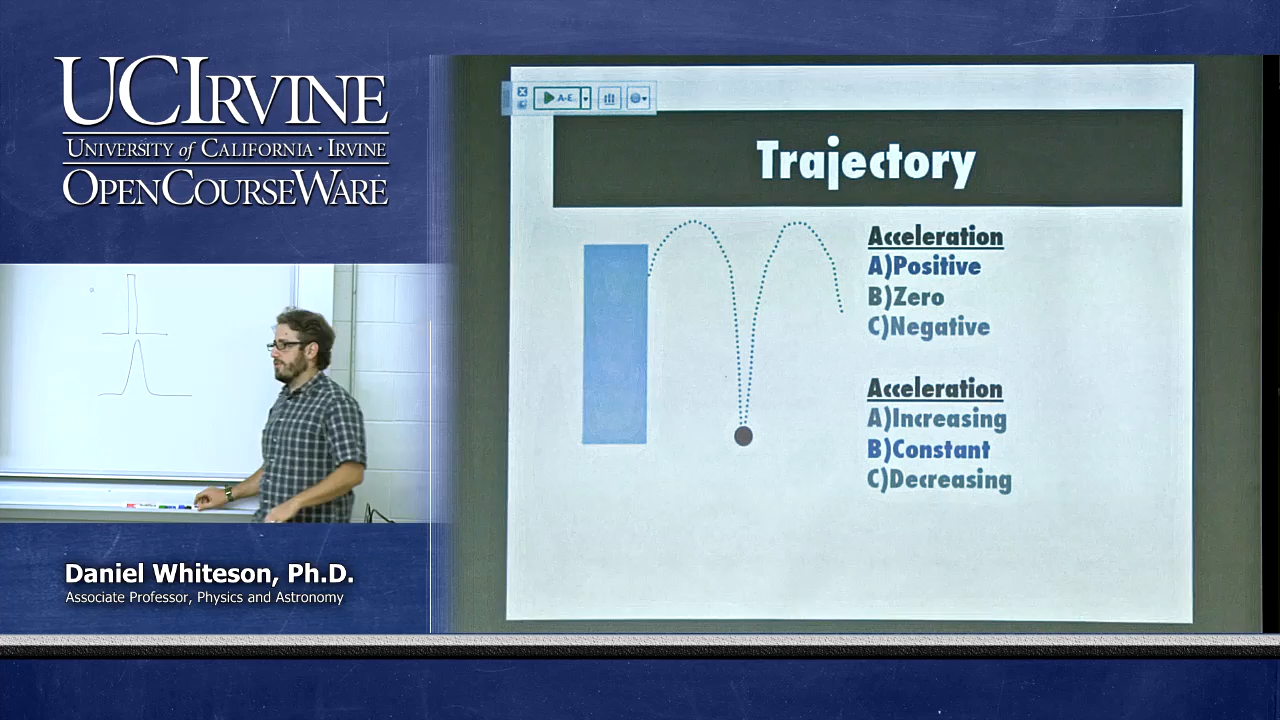 UCIRVINE
UNIVERSITY of CALIFORNIA · IRVINE
OPENCOURSEWARE
Daniel Whiteson, Ph.D.
Associate Professor, Physics and Astronomy
A-E
Trajectory
Acceleration
A)Positive
B)Zero
C)Negative
Acceleration
A)Increasing
B)Constant
C)Decreasing